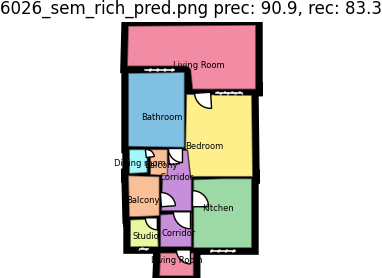 6026_sem_rich_pred.png prec: 90.9, rec: 83.3
Living Room
Bathroom
Bedroom
Dining room
Balcony
Corridor
Balcony
Kitchen
Studio
Corridor
Living Room